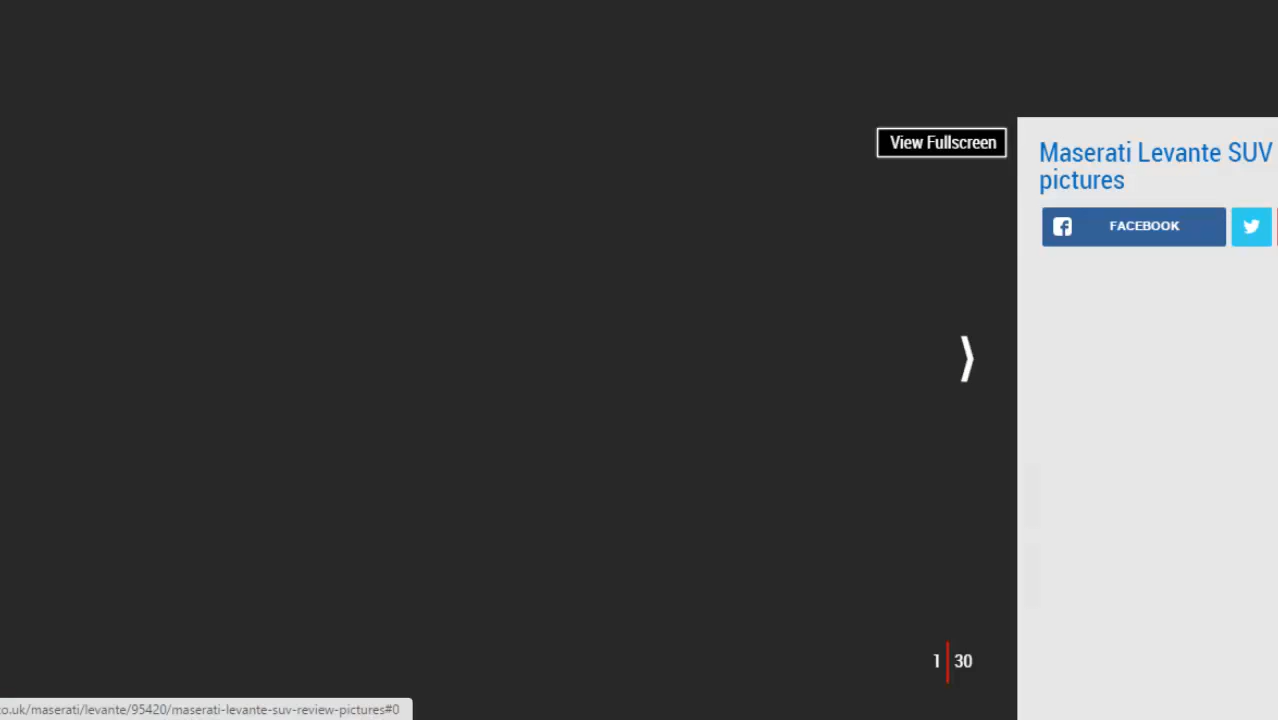 View Fullscreen
Maserati Levante SUV
pictures
FACEBOOK
1 30
co.uk/maserati/levante/95420/maserati-levante-suv-review-pictures#0